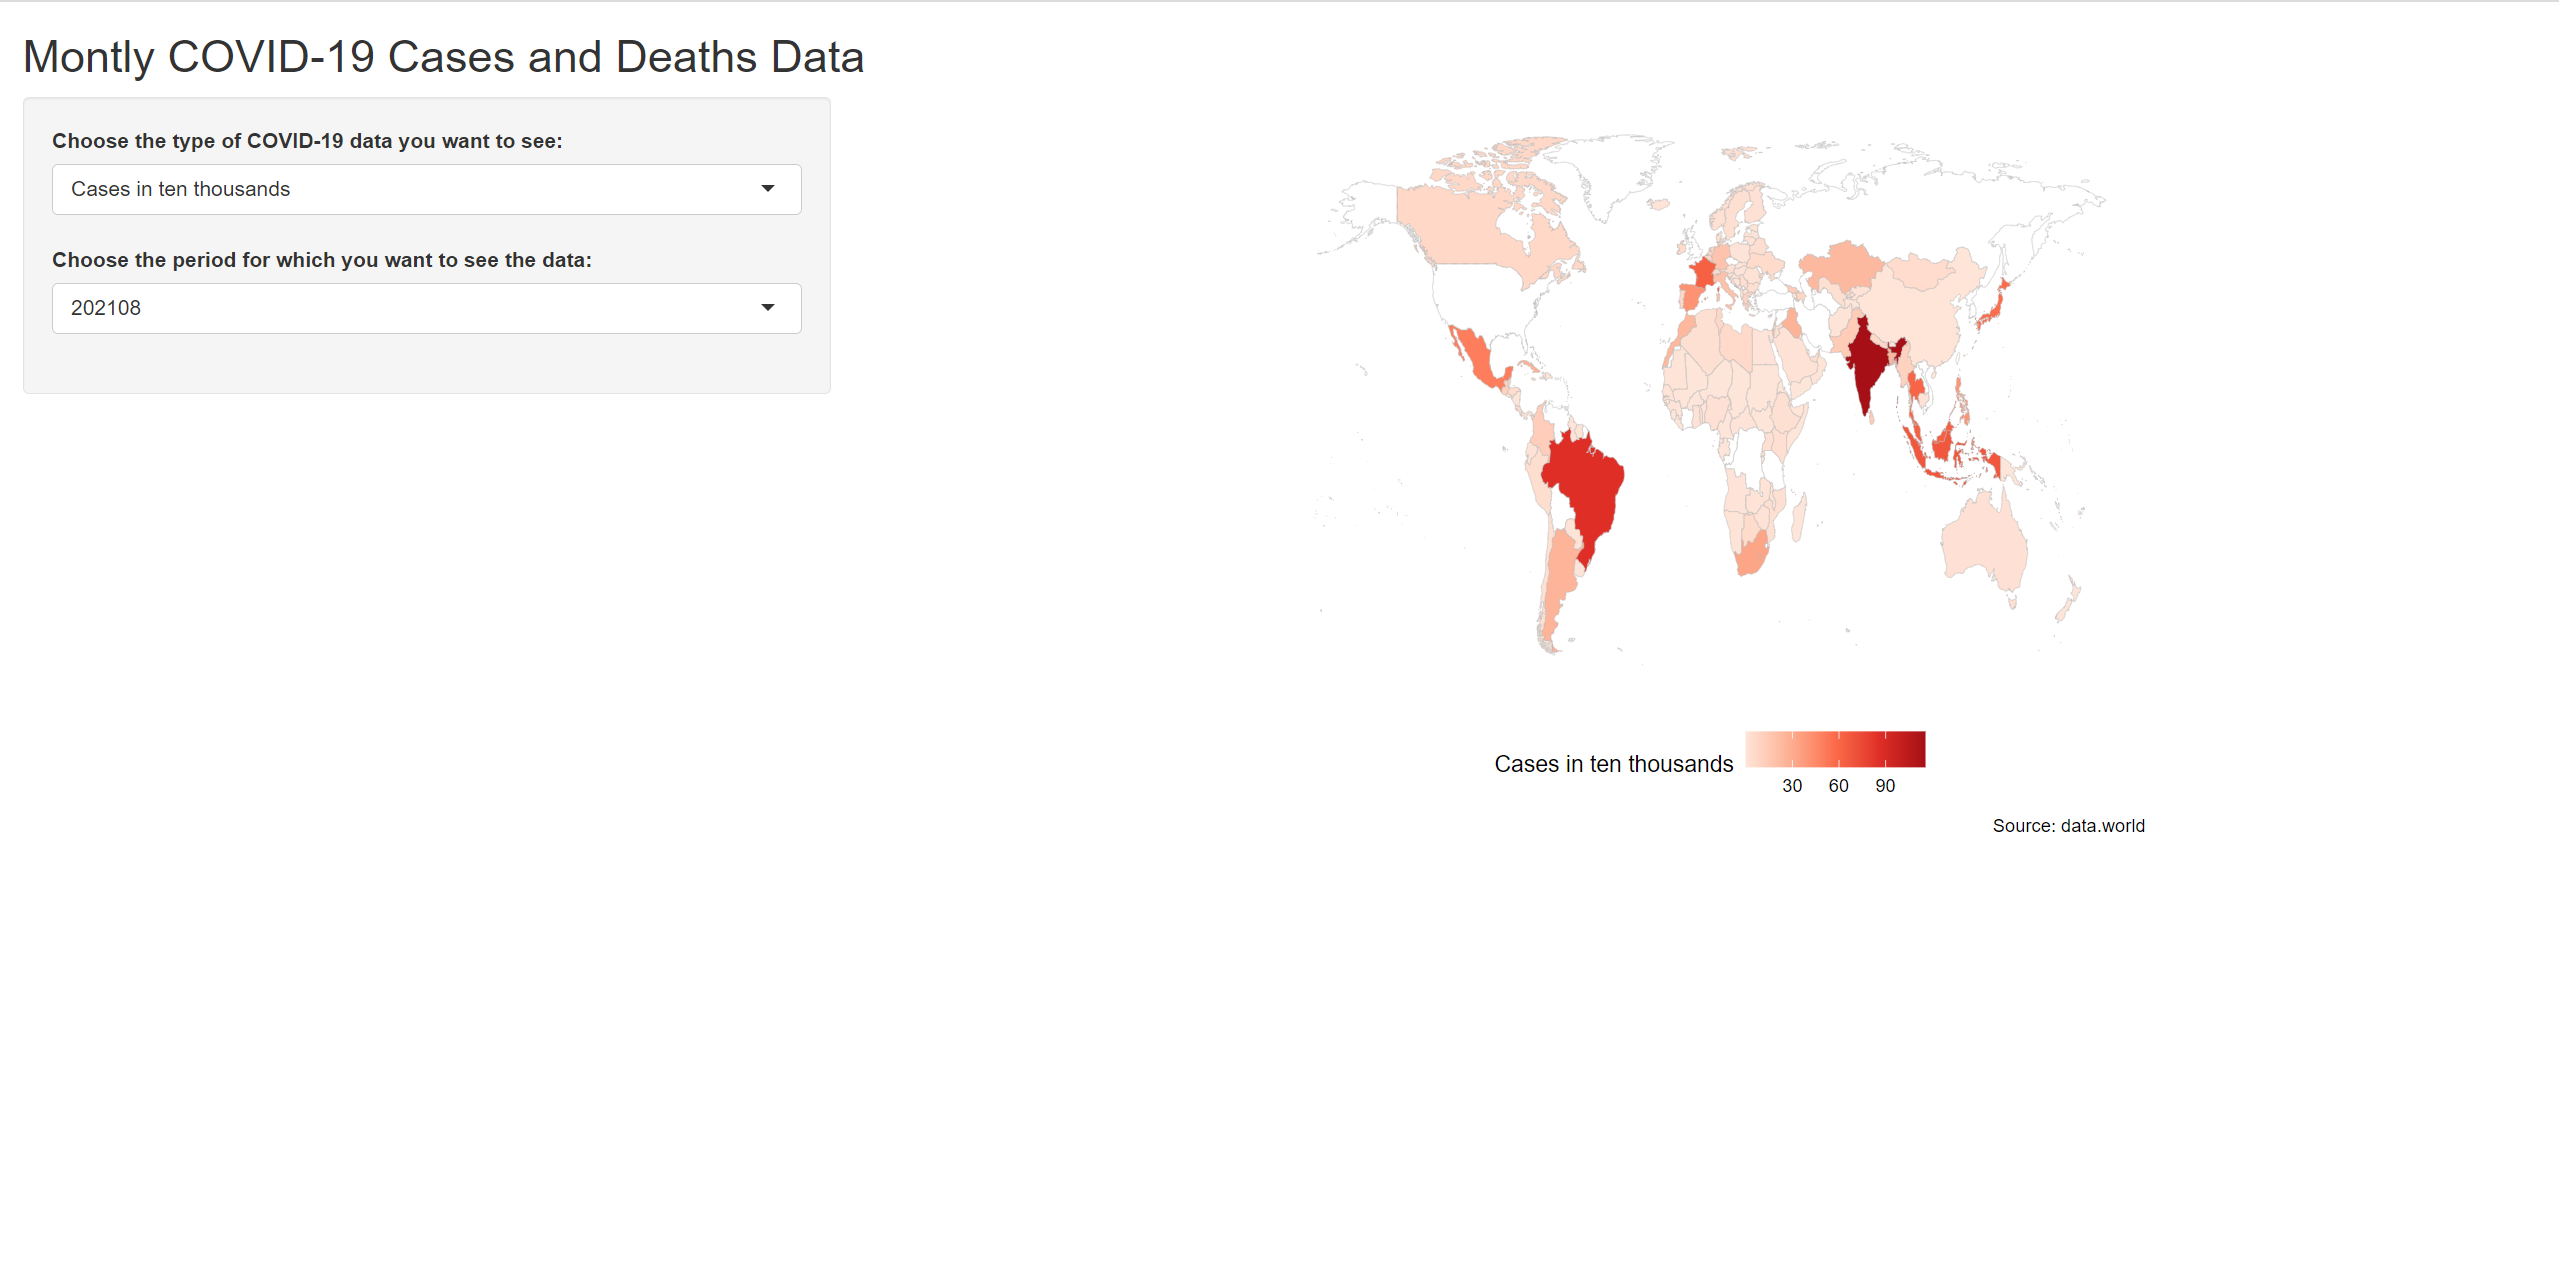 Montly COVID-19 Cases and Deaths Data
Choose the type of COVID-19 data you want to see:
Cases in ten thousands
Choose the period for which you want to see the data:
202108
Cases in ten thousands
30 60 90
Source: data.world